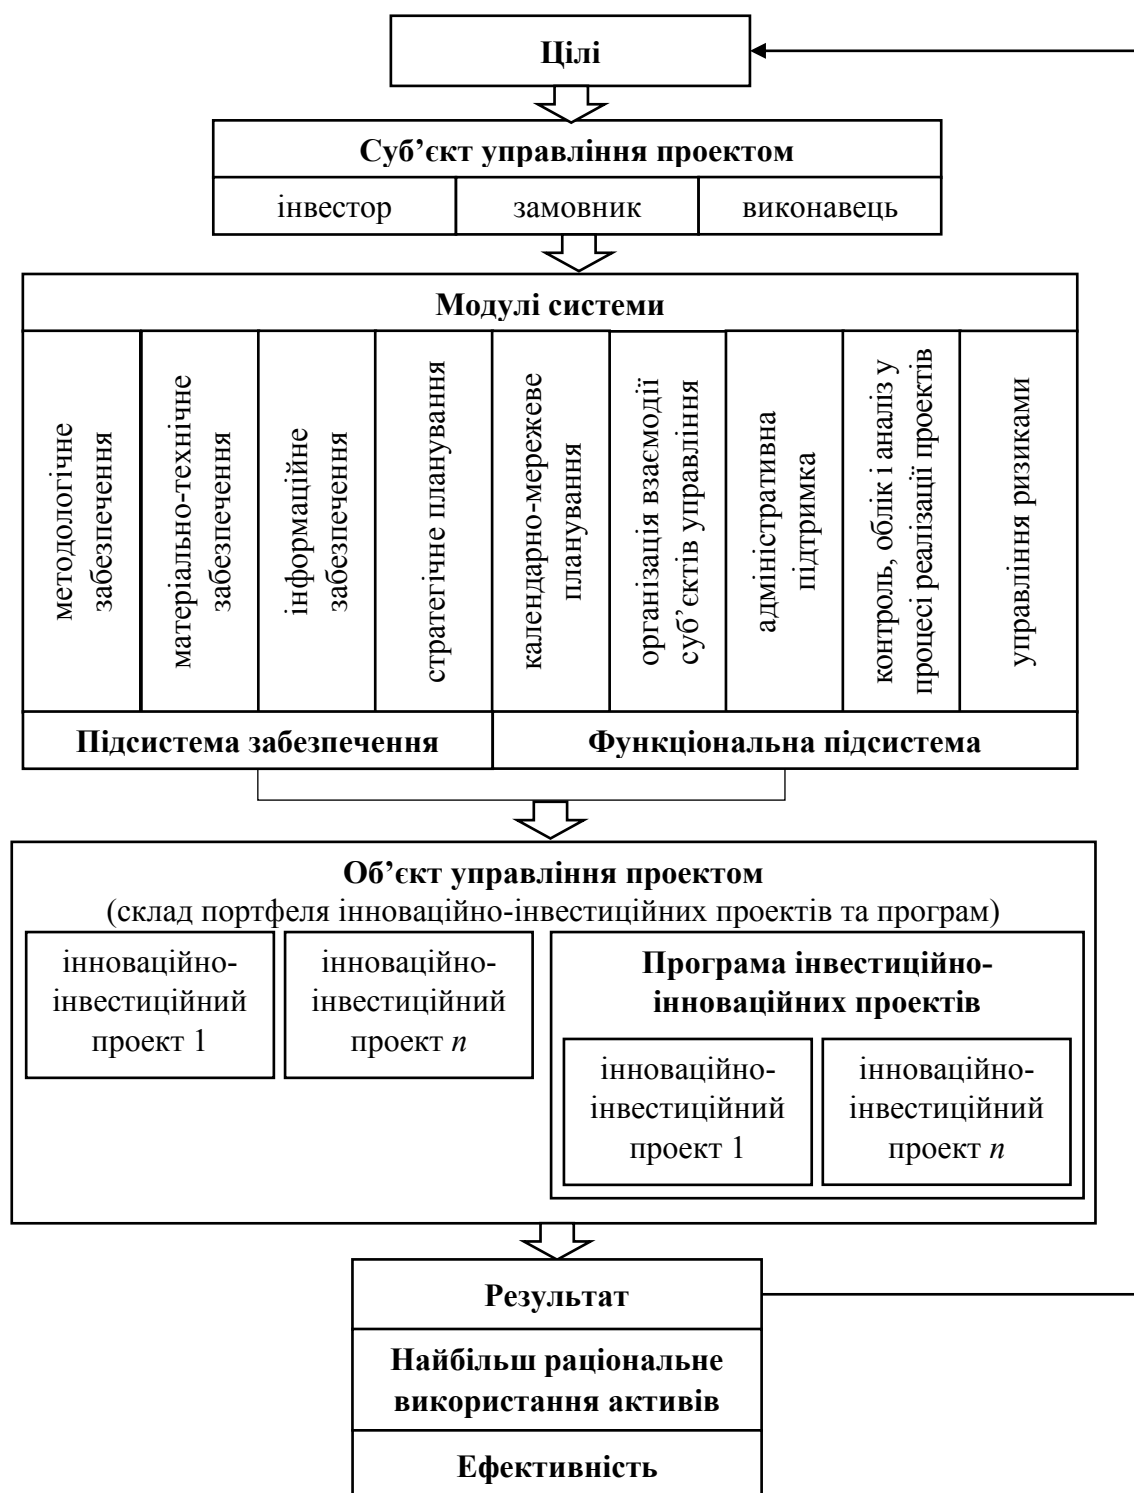 Цілі
Суб’єкт управління проектом
інвестор
замовник
виконавець
Модулі системи
методологічне
забезпечення
матеріально-технічне
забезпечення
інформаційне
забезпечення
стратегічне планування
календарно-мережеве
планування
організація взаємодії
суб’єктів управління
адміністративна
підтримка
контроль, облік і аналіз у
процесі реалізації проектів
управління ризиками
Підсистема забезпечення
Функціональна підсистема
Об’єкт управління проектом
(склад портфеля інноваційно-інвестиційних проектів та програм)
інноваційно-
інвестиційний
проект 1
інноваційно-
інвестиційний
проект n
Програма інвестиційно-
інноваційних проектів
інноваційно-
інвестиційний
проект 1
інноваційно-
інвестиційний
проект n
Результат
Найбільш раціональне
використання активів
Ефективність